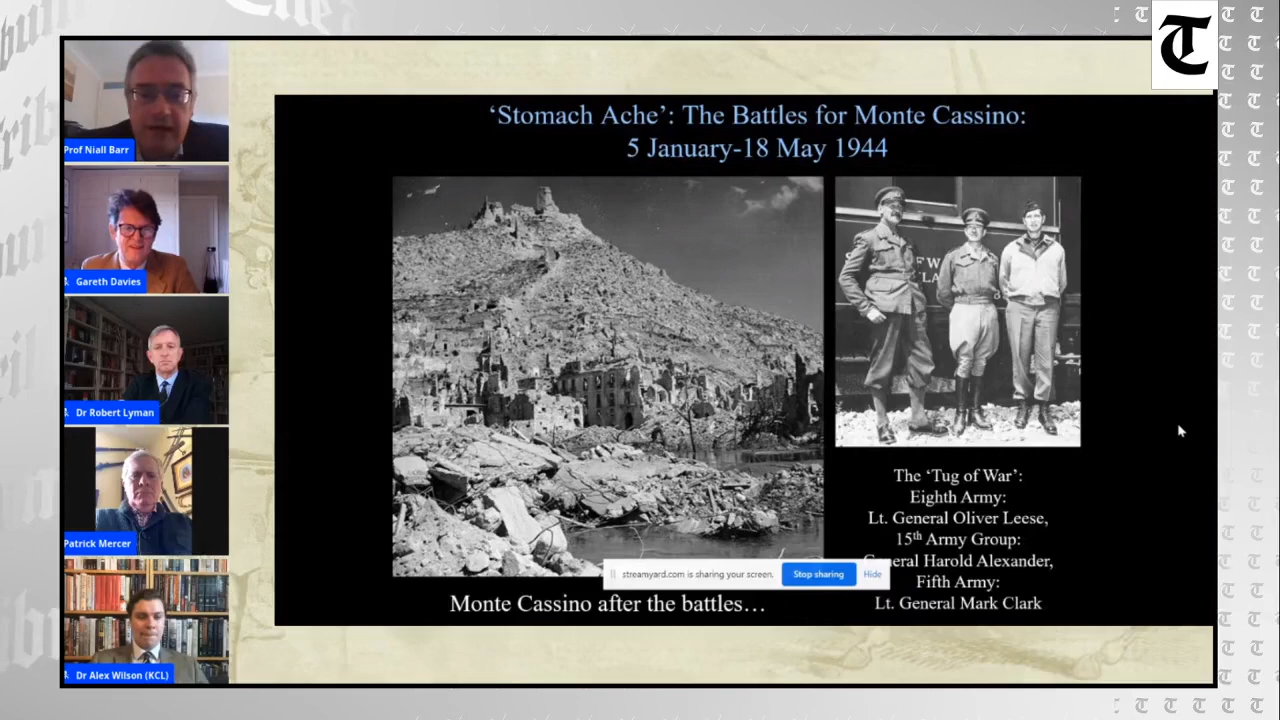 ‘Stomach Ache’: The Battles for Monte Cassino:
5 January-18 May 1944
Prof Niall Barr
Gareth Davies
Dr Robert Lyman
Patrick Mercer
Dr Alex Wilson (KCL)
The ‘Tug of War’:
Eighth Army:
Lt. General Oliver Leese,
15th Army Group:
eneral Harold Alexander,
Fifth Army:
Lt. General Mark Clark
streamyard.com is sharing your screen.
Stop sharing
Hide
Monte Cassino after the battles…
T